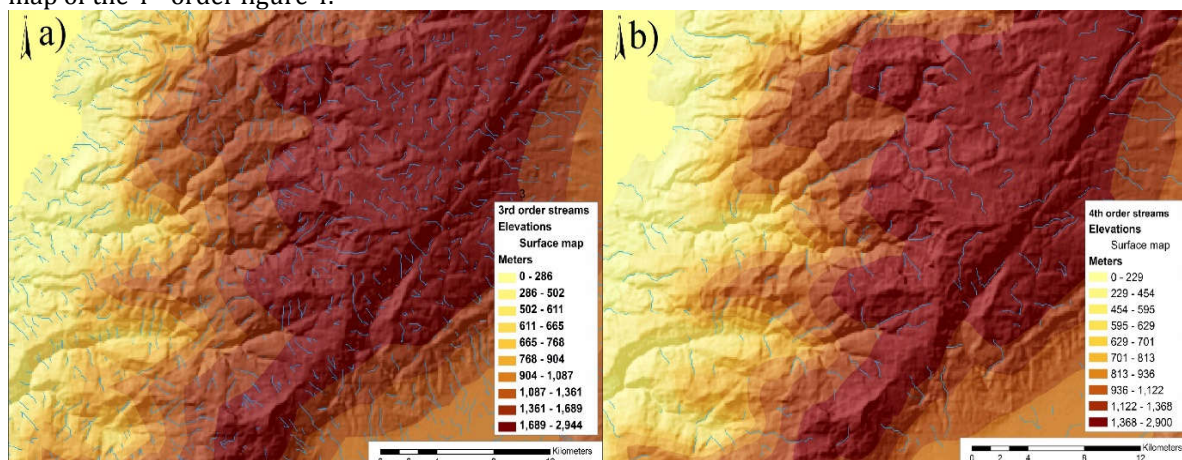 map of the 4th order figure 4.
a)
3
3rd order streams
Elevations
Surface map
Meters
0 - 286
286 - 502
502 - 611
611 - 665
665 - 768
768 - 904
904 - 1,087
1,087 - 1,361
1,361 - 1,689
1,689 - 2,944
Kilometers
12
b)
4th order streams
Elevations
Surface map
Meters
0 - 229
229 - 454
454 - 595
595 - 629
629 - 701
701 - 813
813 - 936
936 - 1,122
1,122 - 1,368
1,368 - 2,900
Kilometers
0 2 4 8 12